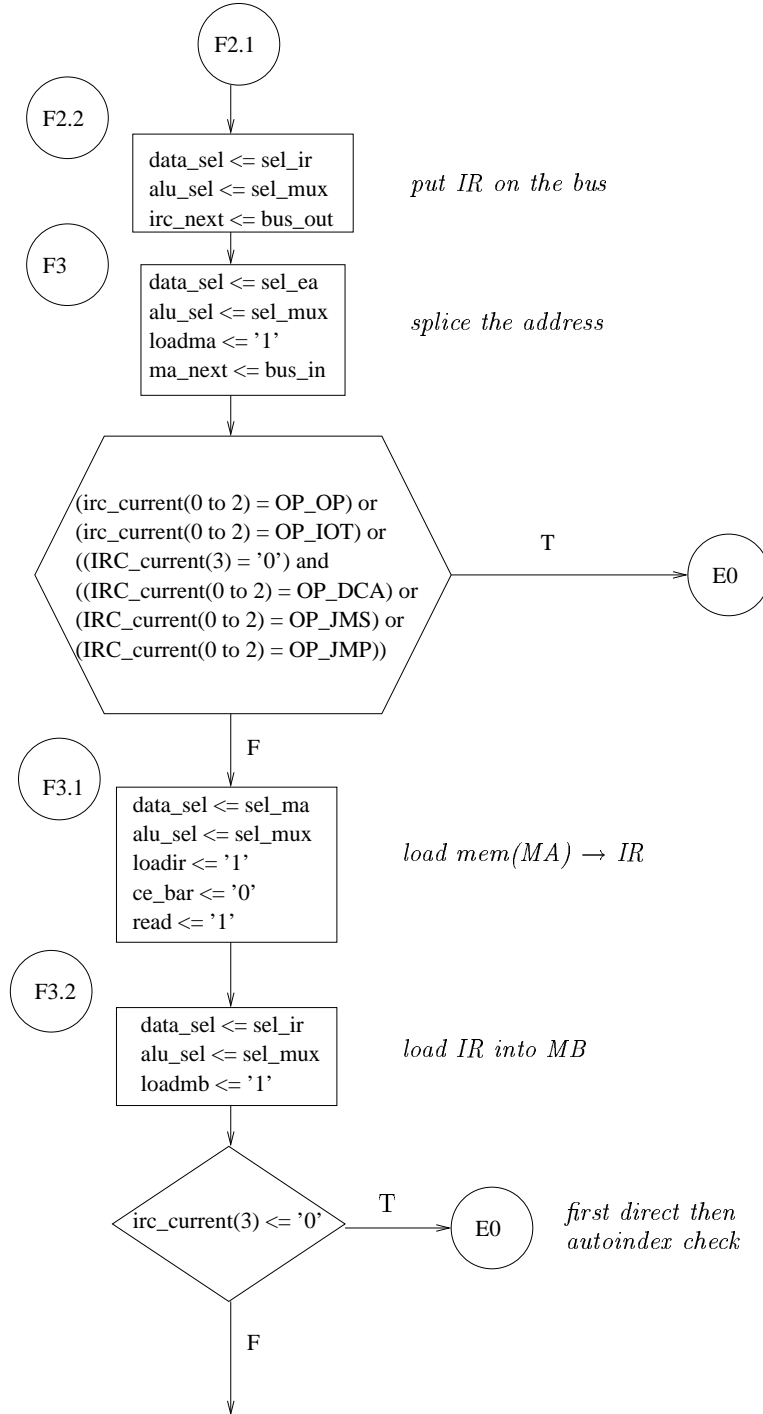 F2.1
F2.2
data_sel <= sel_ir
alu_sel <= sel_mux
irc_next <= bus_out
put IR on the bus
F3
data_sel <= sel_ea
alu_sel <= sel_mux
loadma <= '1'
ma_next <= bus_in
splice the address
(irc_current(0 to 2) = OP_OP) or
(irc_current(0 to 2) = OP_IOT) or
((IRC_current(3) = '0') and
((IRC_current(0 to 2) = OP_DCA) or
(IRC_current(0 to 2) = OP_JMS) or
(IRC_current(0 to 2) = OP_JMP))
T
E0
F
F3.1
data_sel <= sel_ma
alu_sel <= sel_mux
loadir <= '1'
ce_bar <= '0'
read <= '1'
load mem(MA) → IR
F3.2
data_sel <= sel_ir
alu_sel <= sel_mux
loadmb <= '1'
load IR into MB
irc_current(3) <= '0'
T
E0
first direct then
autoindex check
F